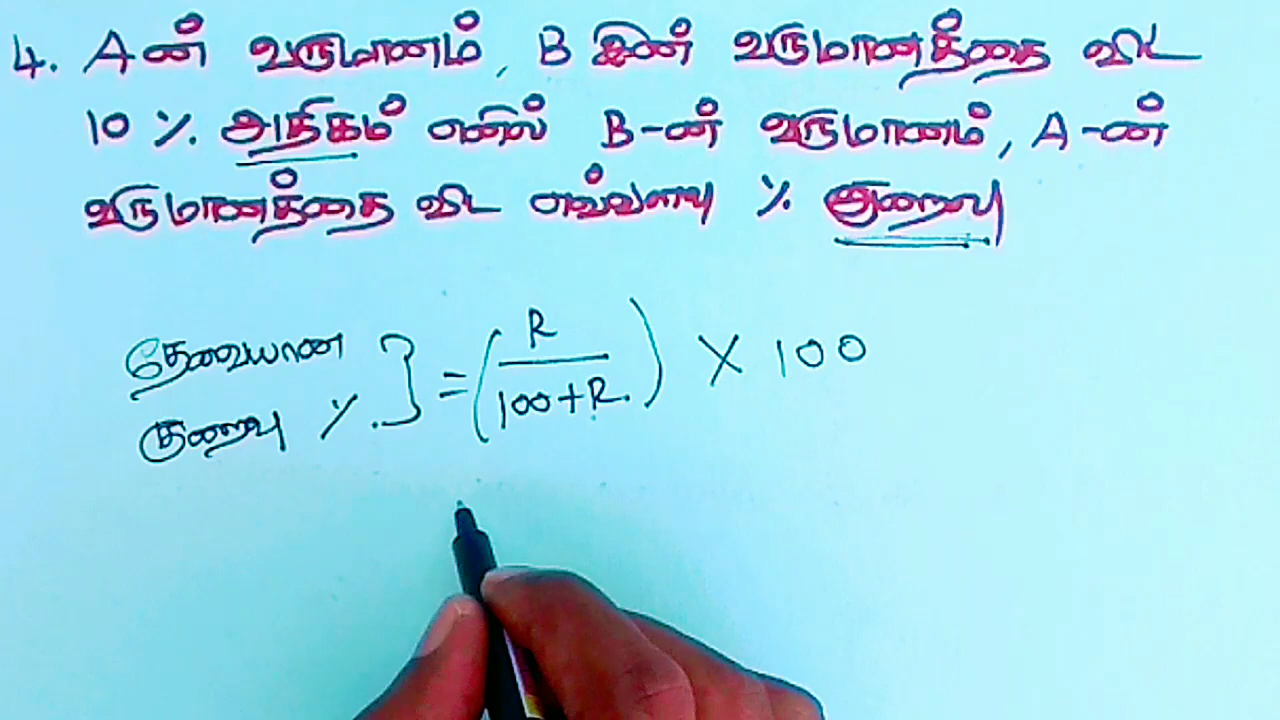 4. A ன் வருமானம், B இன் வருமானத்தை விட
10 % அதிகம் எனில் B-ன் வருமானம், A-ன்
வருமானத்தை விட எவ்வளவு % குறைவு
தேவையான
குறைவு % } = ( R / 100+R ) × 100